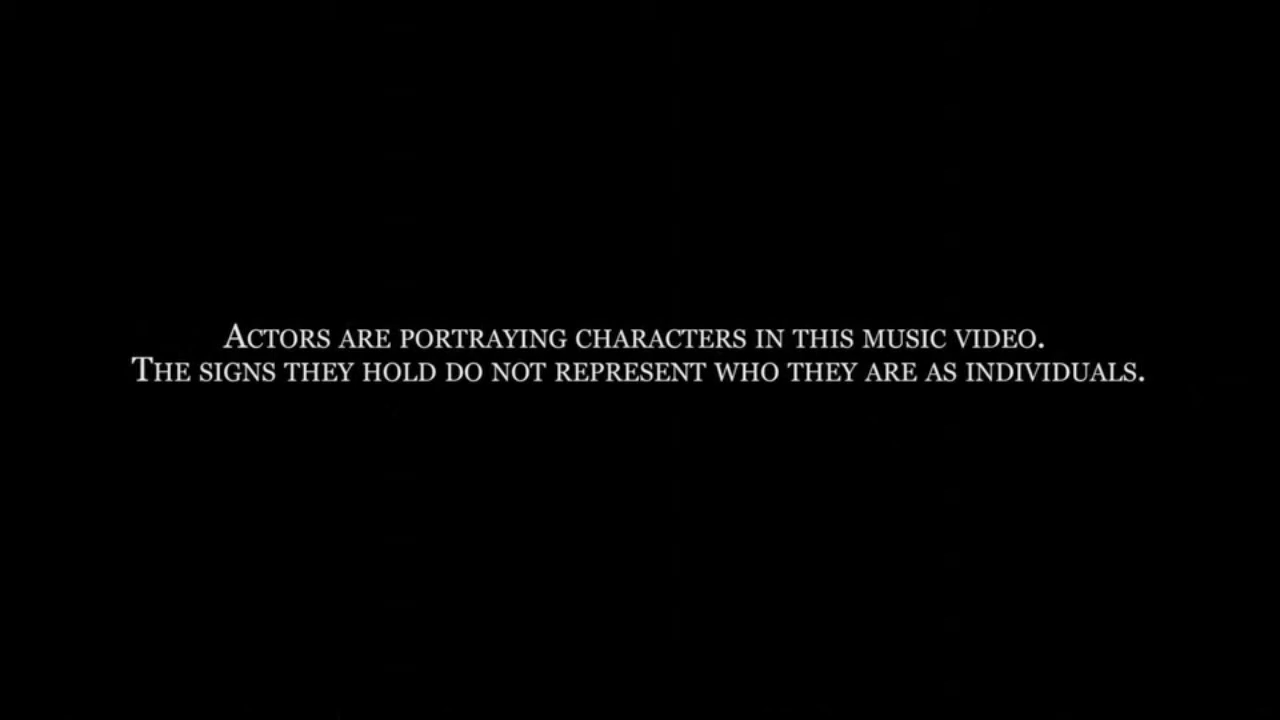 Actors are portraying characters in this music video.
The signs they hold do not represent who they are as individuals.